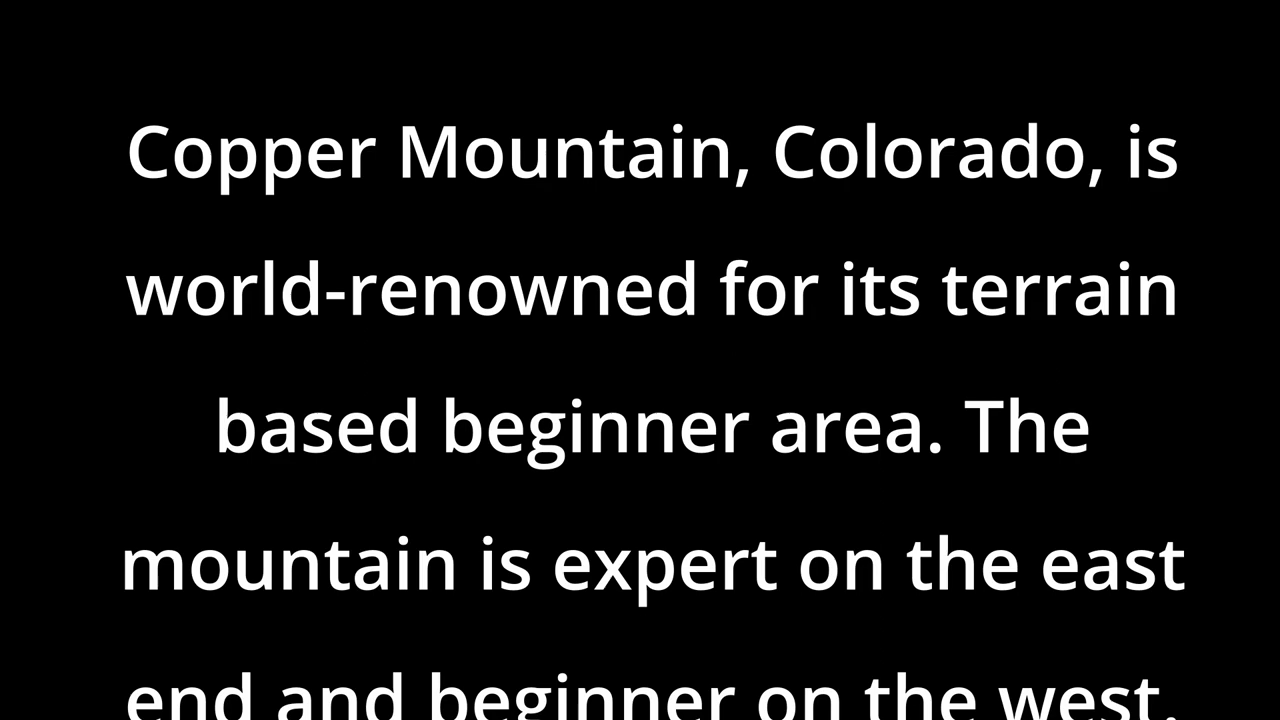 Copper Mountain, Colorado, is
world-renowned for its terrain
based beginner area. The
mountain is expert on the east
end and beginner on the west.